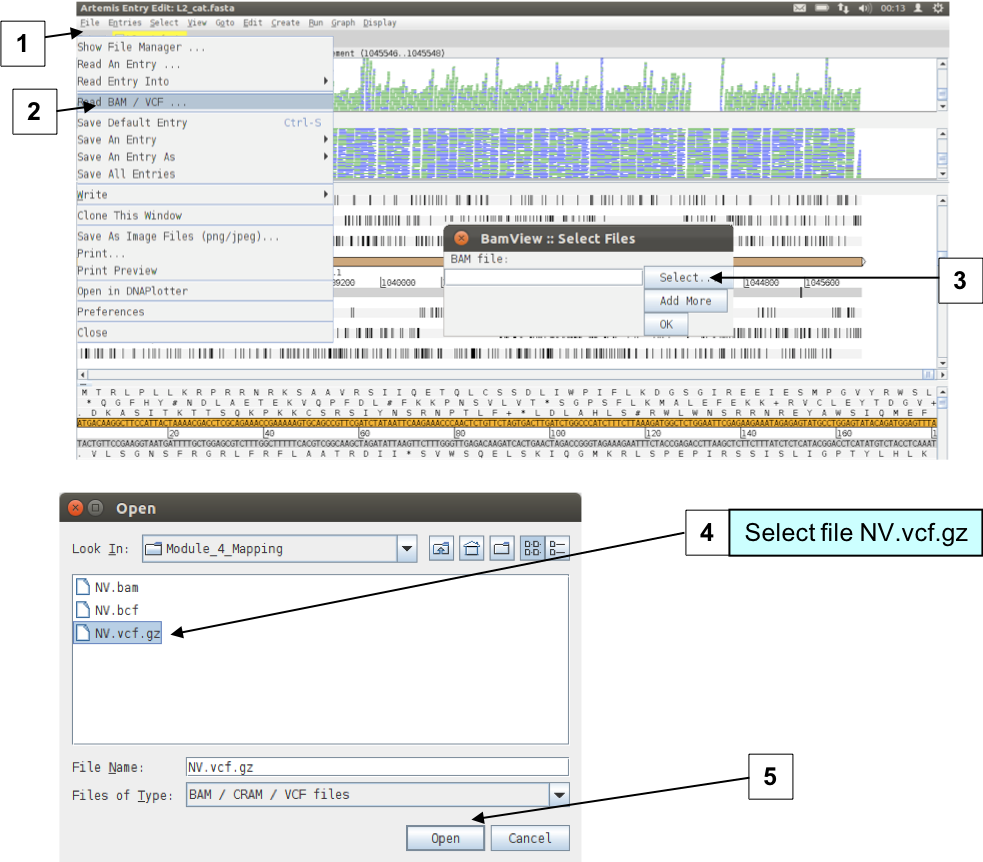 Artemis Entry Edit: L2_cat.fasta 00:13
File Entries Select View Goto Edit Create Run Graph Display
1
Show File Manager ...
Read An Entry ...
Read Entry Into
2
Read BAM / VCF ...
Save Default Entry Ctrl-S
Save An Entry
Save An Entry As
Save All Entries
Write
Clone This Window
Save As Image Files (png/jpeg)...
Print...
Print Preview
Open in DNAPlotter
Preferences
Close
ement (1045546..1045548)
BamView :: Select Files
BAM file:
Select..
Add More
OK
3
39200 1040000 1044800 1045600
M T R L P L L K R P R R N R K S A A V R S I I Q E T Q L C S S D L I W P I F L K D G S G I R E E I E S M P G V Y R W S L
20 40 60 80 100 120 140 160
Open
Look In: Module_4_Mapping
4
Select file NV.vcf.gz
NV.bam
NV.bcf
NV.vcf.gz
File Name: NV.vcf.gz
Files of Type: BAM / CRAM / VCF files
5
Open Cancel